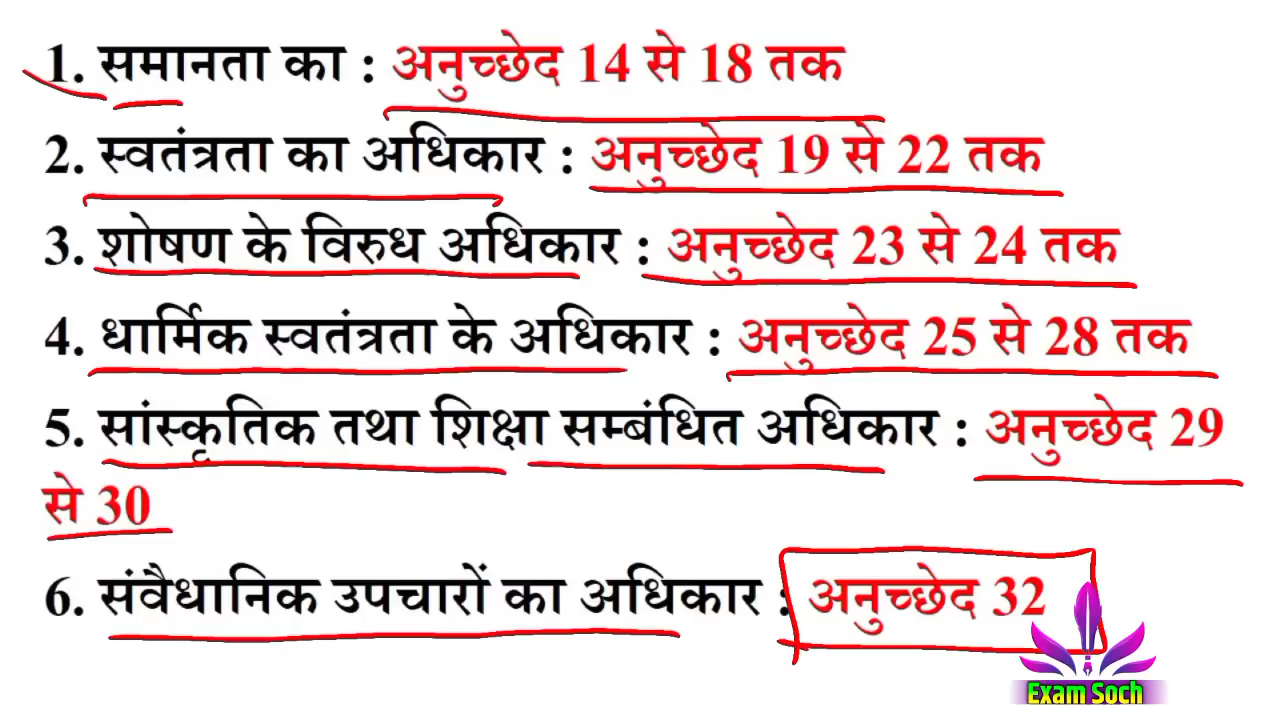 1. समानता का : अनुच्छेद 14 से 18 तक
2. स्वतंत्रता का अधिकार : अनुच्छेद 19 से 22 तक
3. शोषण के विरुध अधिकार : अनुच्छेद 23 से 24 तक
4. धार्मिक स्वतंत्रता के अधिकार : अनुच्छेद 25 से 28 तक
5. सांस्कृतिक तथा शिक्षा सम्बंधित अधिकार : अनुच्छेद 29
से 30
6. संवैधानिक उपचारों का अधिकार : अनुच्छेद 32
Exam Soch